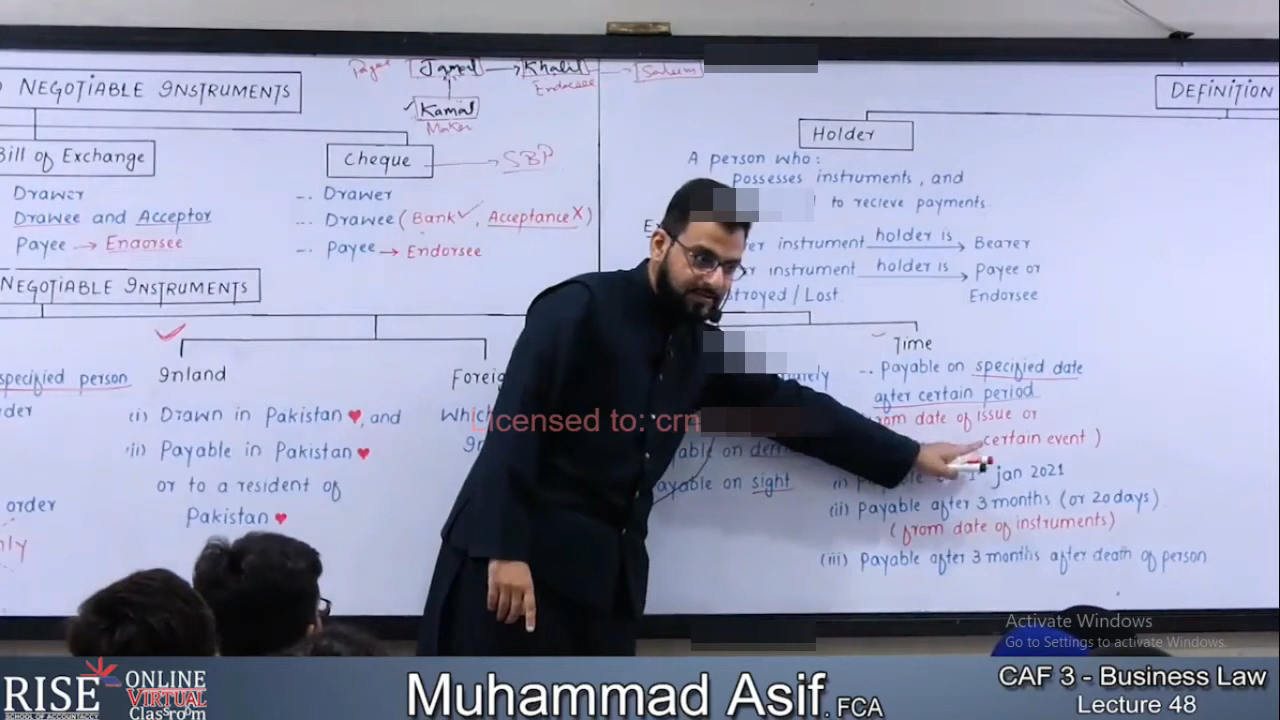 Payee Jamal Khalil Saleem
Endorsee
Kamal
Maker
NEGOTIABLE INSTRUMENTS
DEFINITION
Bill of Exchange
Cheque SBP
Holder
Drawer
Drawee and Acceptor
Payee → Endorsee
... Drawer
... Drawee (Bank✓, Acceptance X)
... Payee → Endorsee
A person who:
possesses instruments, and
to recieve payments.
instrument holder is Bearer
instrument holder is Payee or
Endorsee
/ Lost.
NEGOTIABLE INSTRUMENTS
specified person
order
Inland
(i) Drawn in Pakistan ♥, and
(ii) Payable in Pakistan ♥
or to a resident of
Pakistan ♥
on
sight
Time
... Payable on specified date
after certain period
date of issue or
certain event )
jan 2021
(ii) Payable after 3 months (or 20 days)
(from date of instruments)
(iii) Payable after 3 months after death of person
Licensed to: crn
Activate Windows
Go to Settings to activate Windows.
RISE
SCHOOL OF ACCOUNTANCY
ONLINE
VIRTUAL
Classroom
Muhammad Asif. FCA
CAF 3 - Business Law
Lecture 48